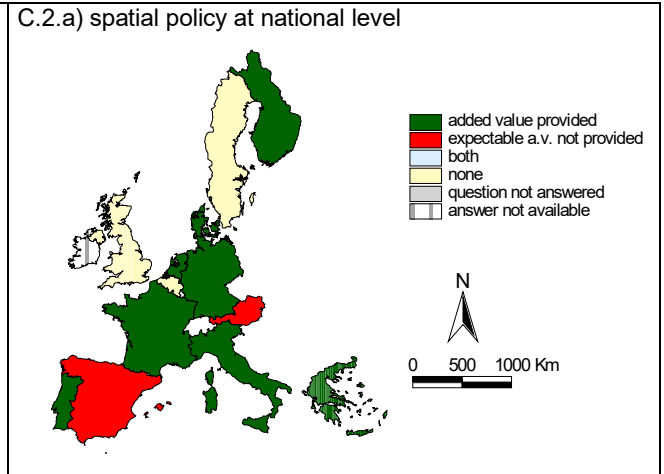 C.2.a) spatial policy at national level
added value provided
expectable a.v. not provided
both
none
question not answered
answer not available
N
0 500 1000 Km